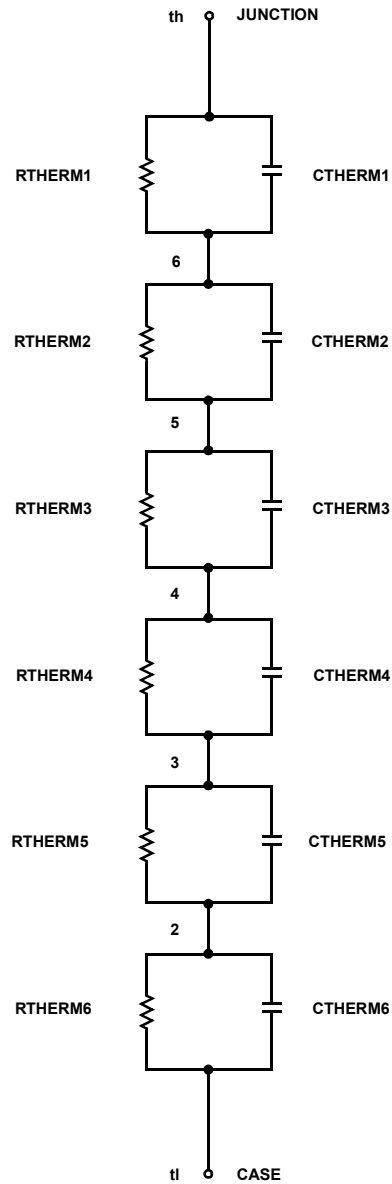 th JUNCTION
RTHERM1 CTHERM1
6
RTHERM2 CTHERM2
5
RTHERM3 CTHERM3
4
RTHERM4 CTHERM4
3
RTHERM5 CTHERM5
2
RTHERM6 CTHERM6
tl CASE